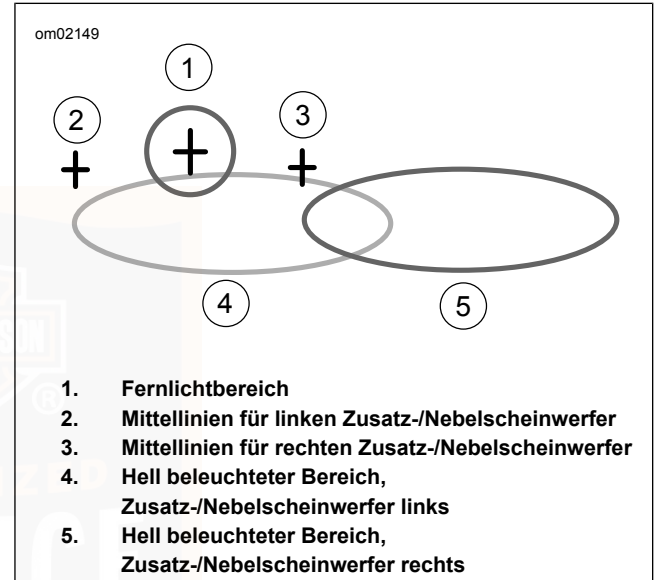 om02149
1
2
3
4
5
1. Fernlichtbereich
2. Mittellinien für linken Zusatz-/Nebelscheinwerfer
3. Mittellinien für rechten Zusatz-/Nebelscheinwerfer
4. Hell beleuchteter Bereich,
Zusatz-/Nebelscheinwerfer links
5. Hell beleuchteter Bereich,
Zusatz-/Nebelscheinwerfer rechts